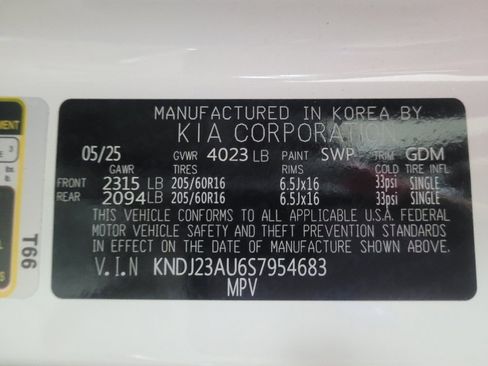 MANUFACTURED IN KOREA BY
KIA CORPORATION
05/25 GVWR 4023 LB PAINT SWP TRIM GDM
GAWR TIRES RIMS COLD TIRE INFL
FRONT 2315 LB 205/60R16 6.5Jx16 33psi SINGLE
REAR 2094 LB 205/60R16 6.5Jx16 33psi SINGLE
THIS VEHICLE CONFORMS TO ALL APPLICABLE U.S.A. FEDERAL
MOTOR VEHICLE SAFETY AND THEFT PREVENTION STANDARDS
IN EFFECT ON THE DATE OF MANUFACTURE SHOWN ABOVE.
V.I.N KNDJ23AU6S7954683
MPV
T66